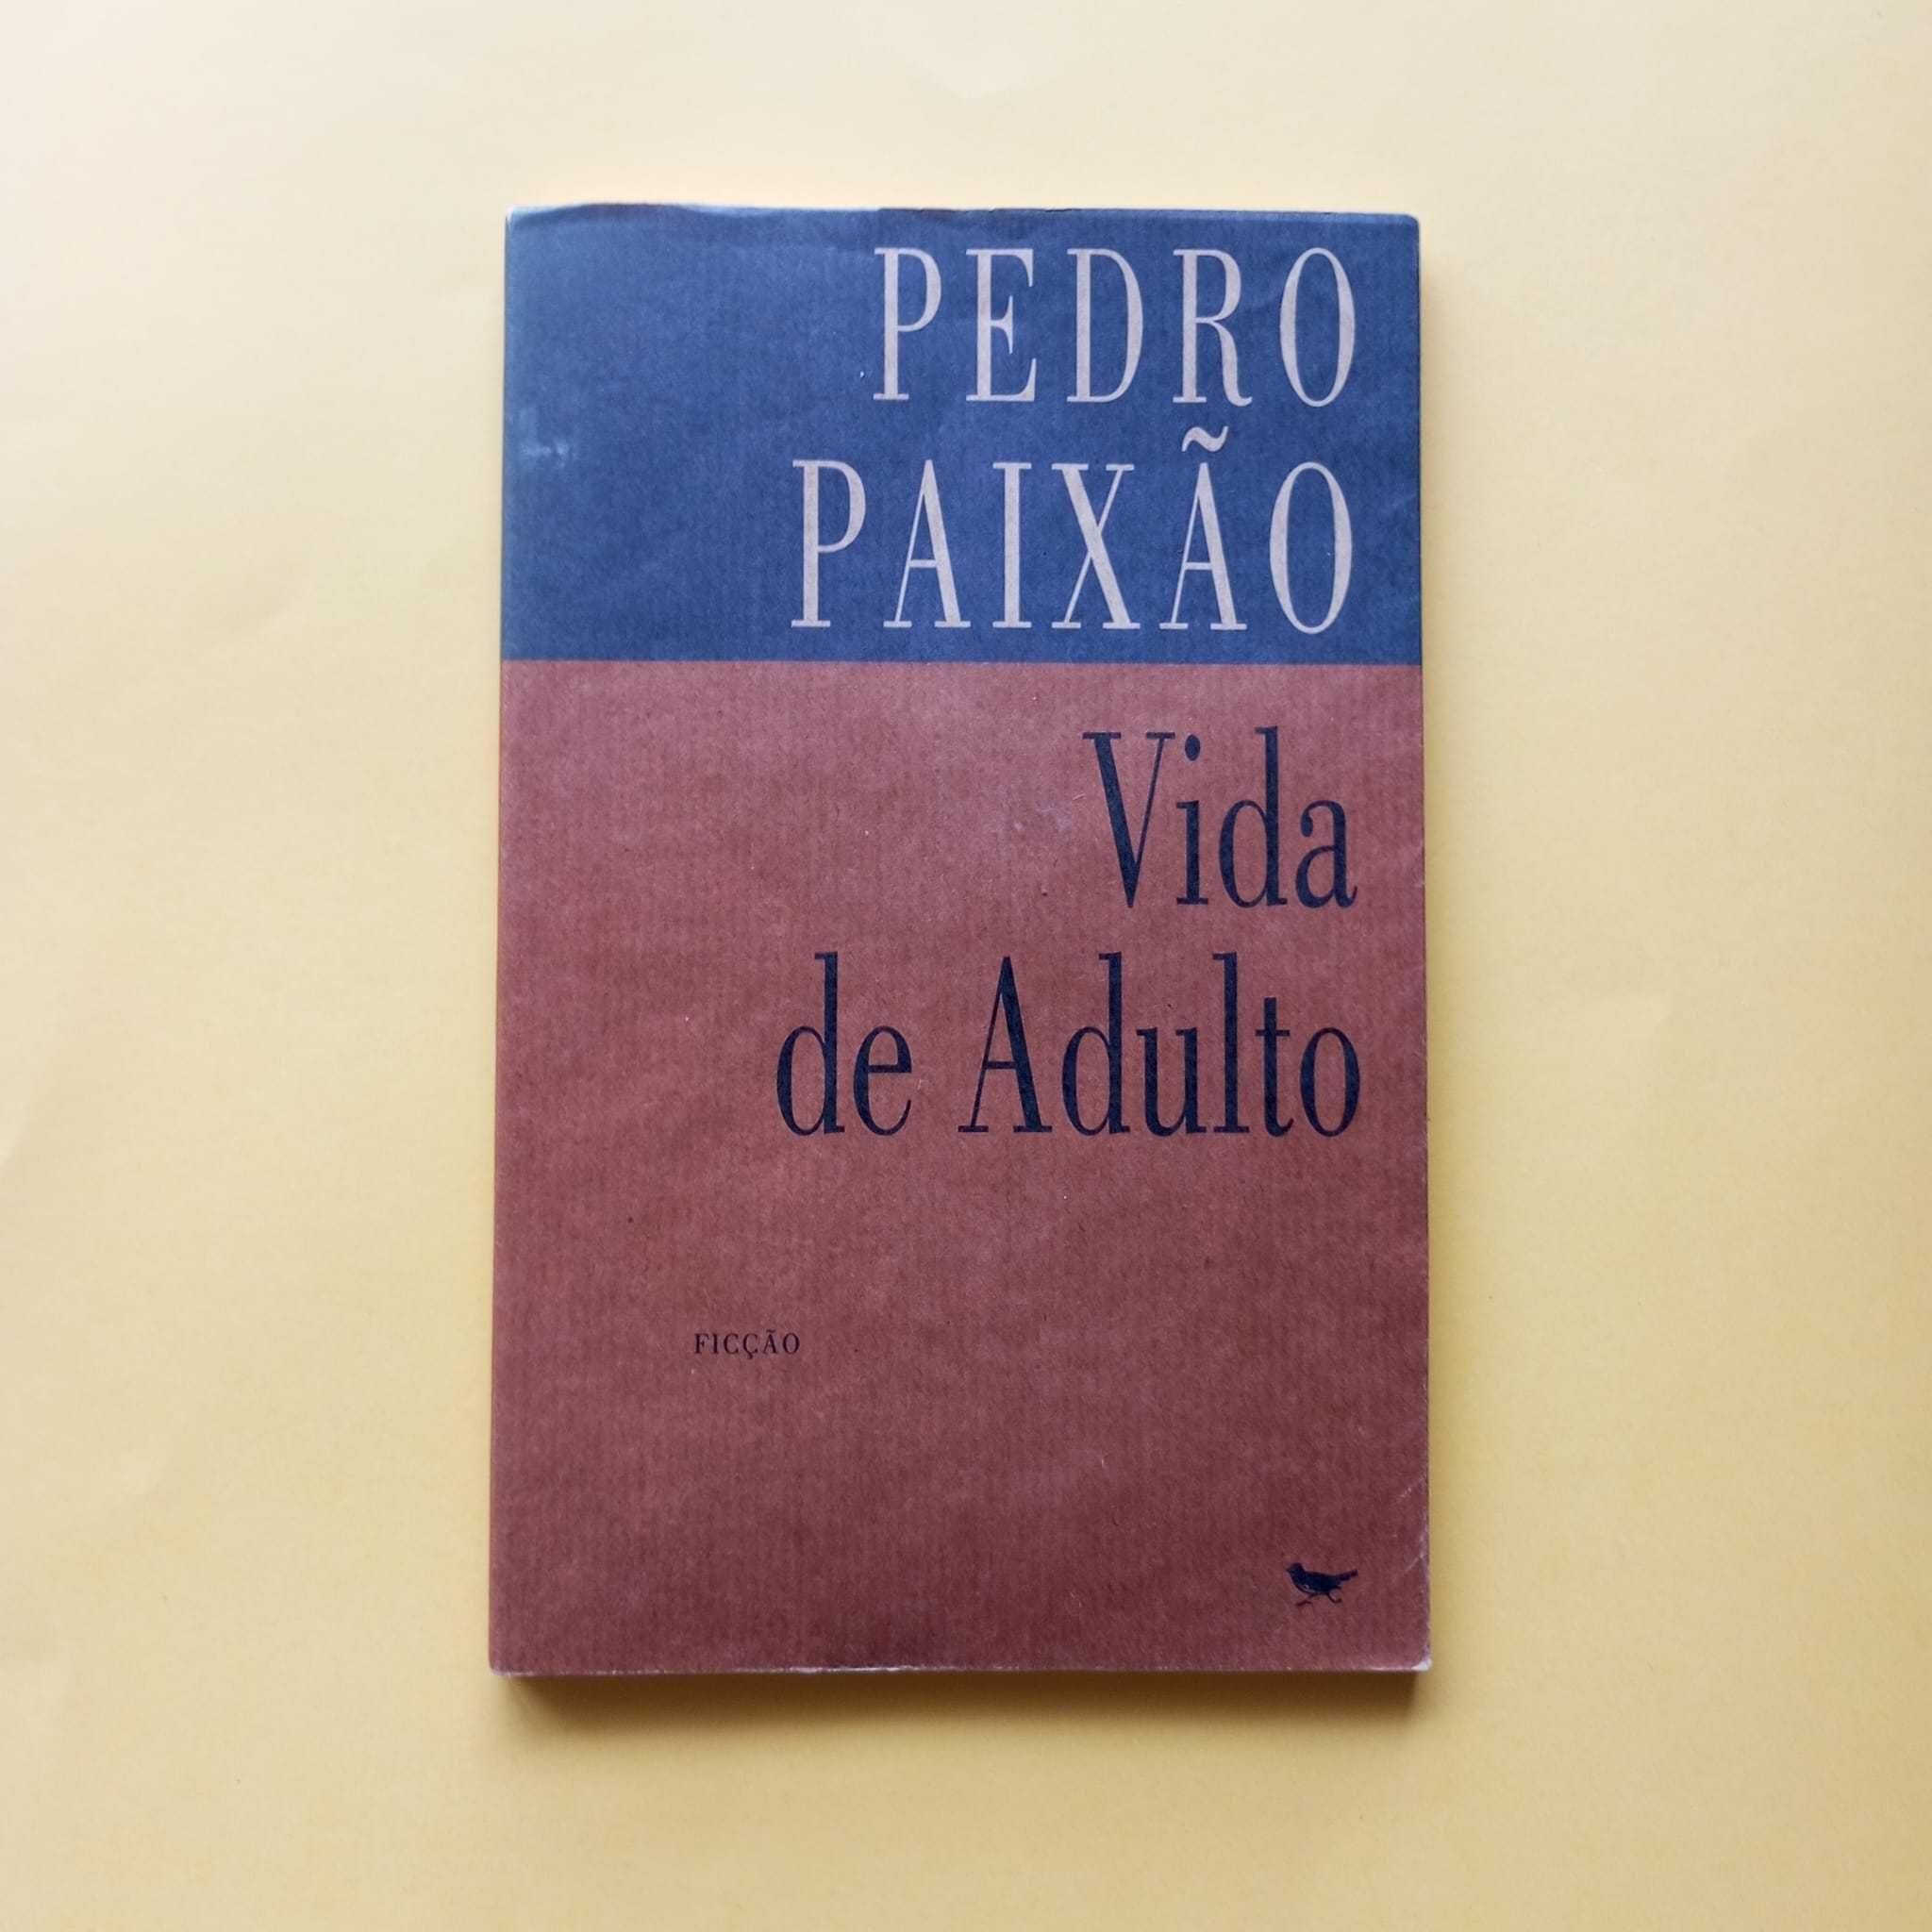 PEDRO
PAIXÃO
Vida
de Adulto
FICÇÃO